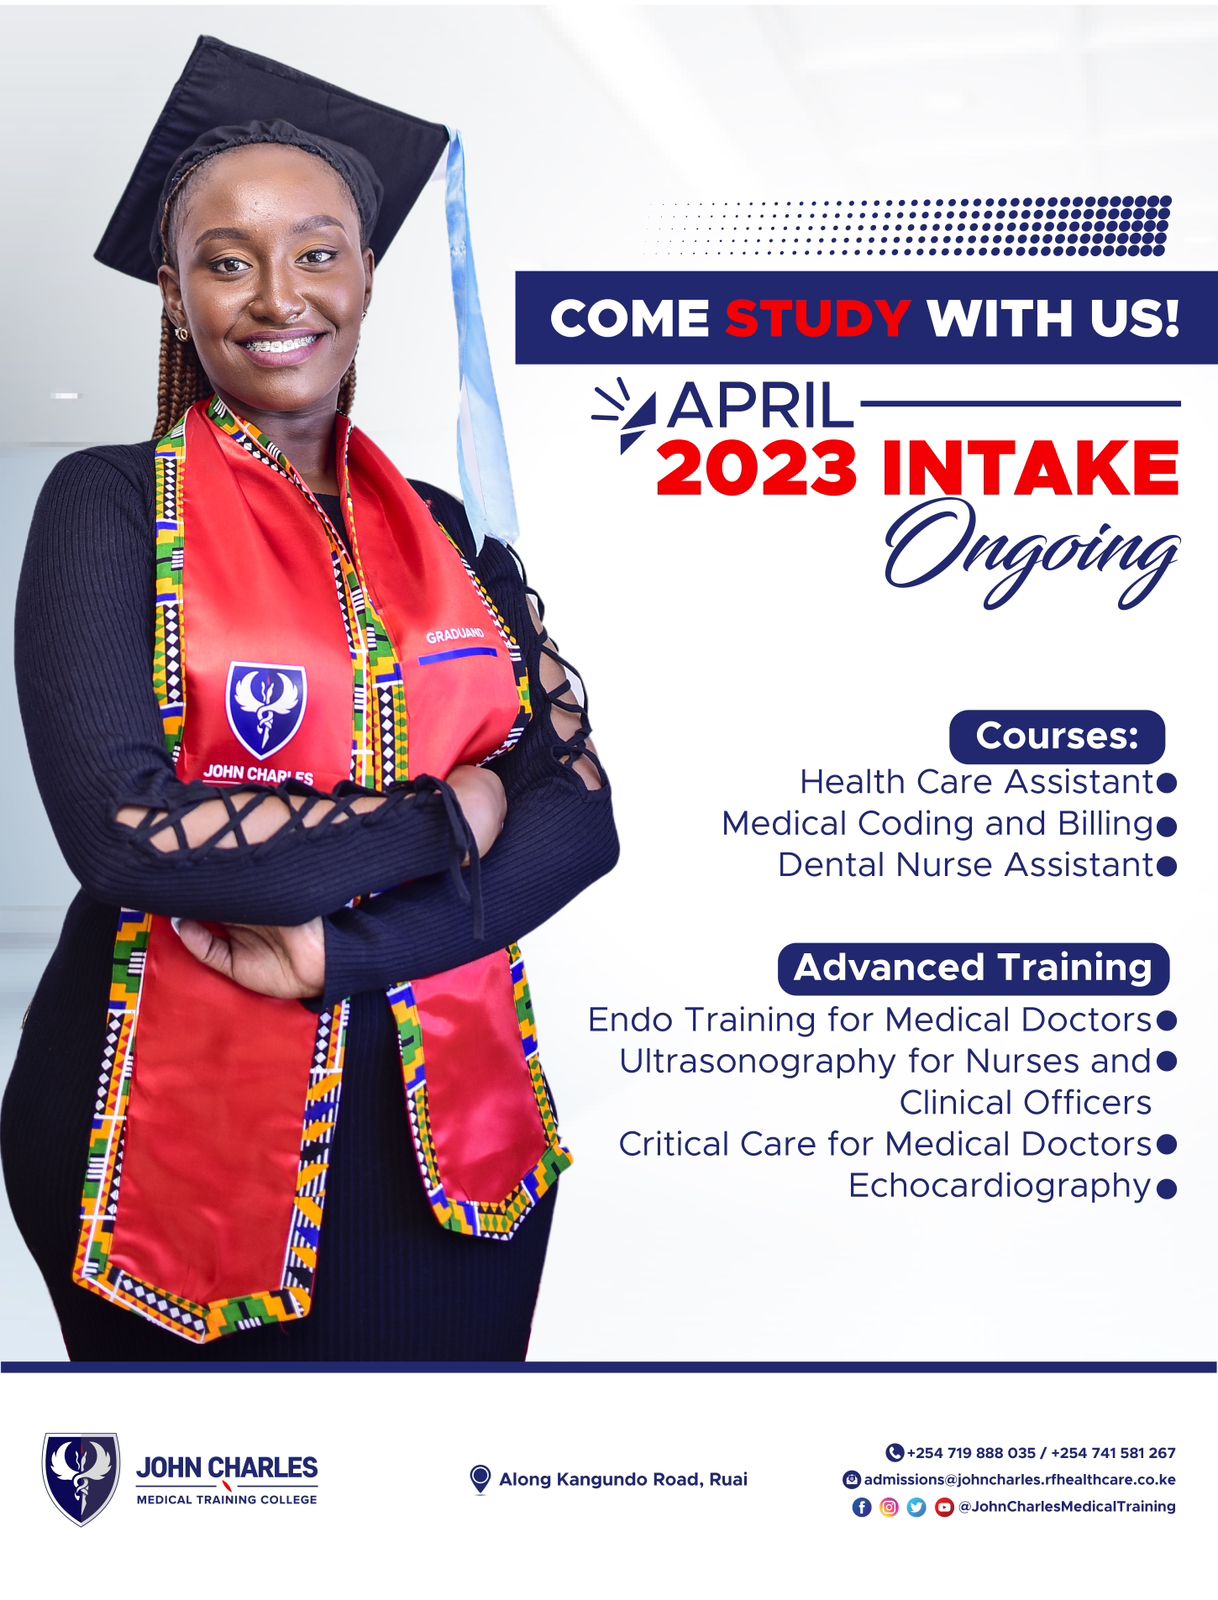 COME STUDY WITH US!
APRIL
2023 INTAKE
Ongoing
GRADUAND
JOHN CHARLES
Courses:
Health Care Assistant
Medical Coding and Billing
Dental Nurse Assistant
Advanced Training
Endo Training for Medical Doctors
Ultrasonography for Nurses and
Clinical Officers
Critical Care for Medical Doctors
Echocardiography
JOHN CHARLES
MEDICAL TRAINING COLLEGE
Along Kangundo Road, Ruai
+254 719 888 035 / +254 741 581 267
admissions@johncharles.rfhealthcare.co.ke
@JohnCharlesMedicalTraining